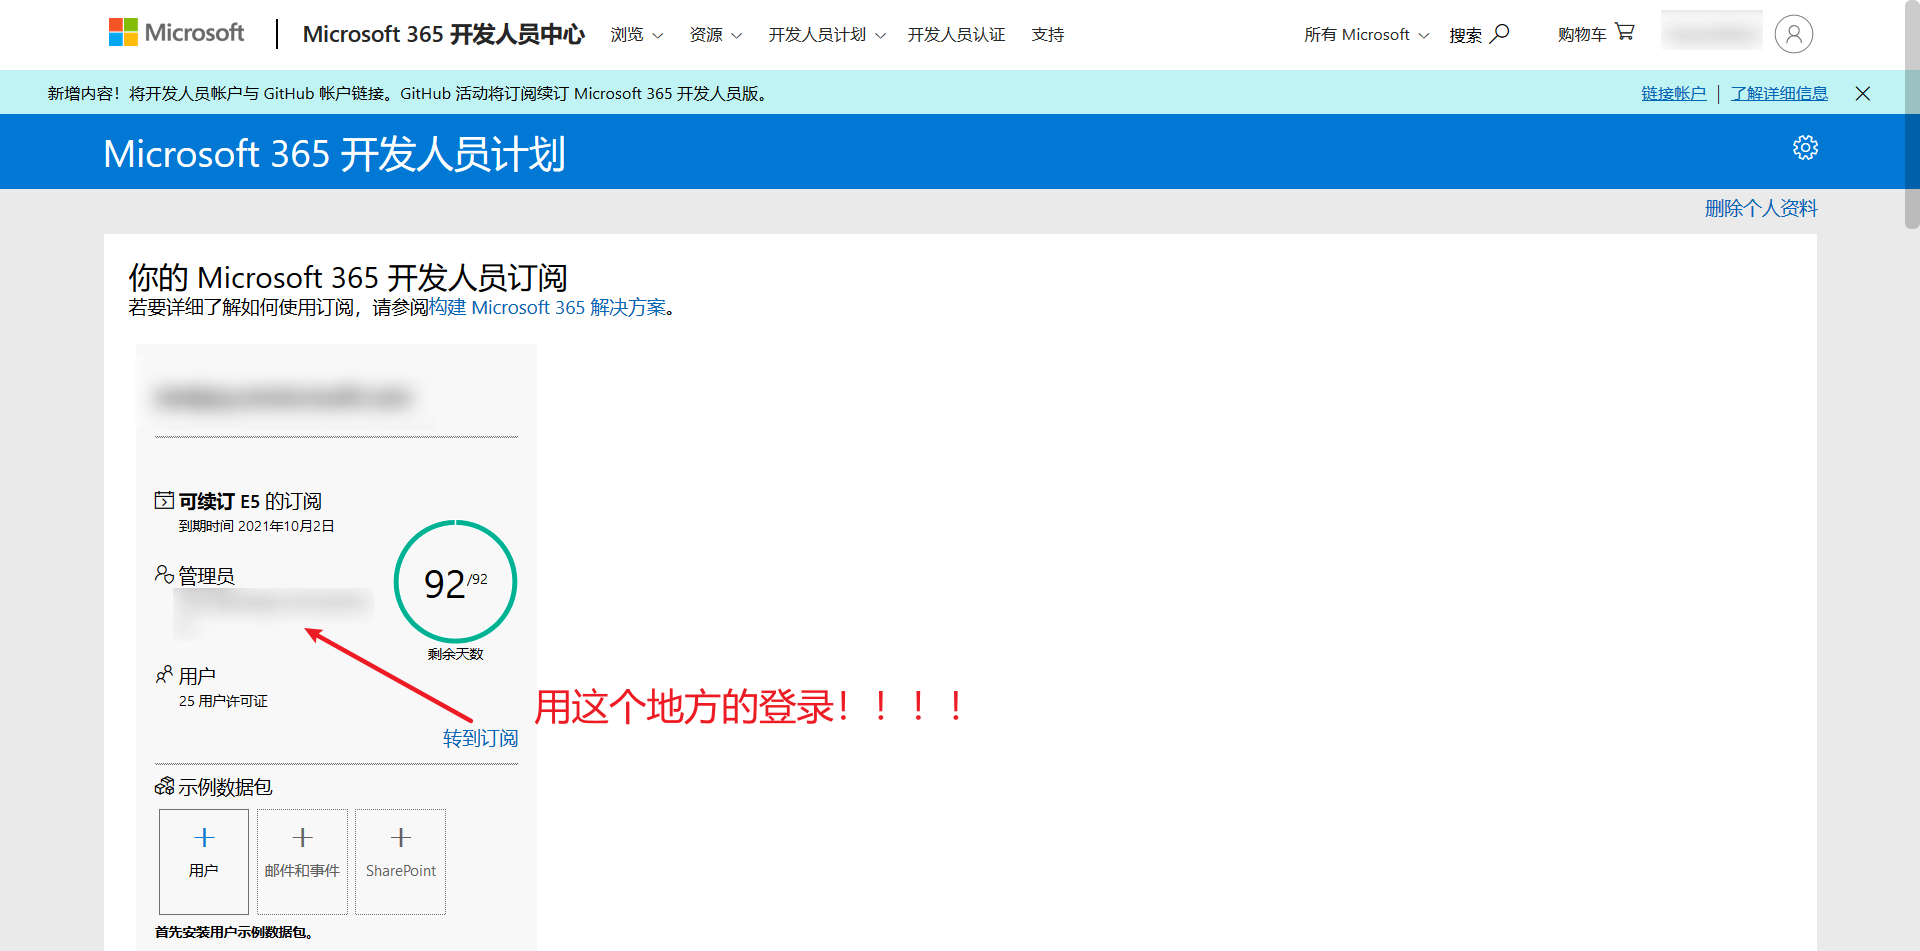 Microsoft
Microsoft 365 开发人员中心 浏览 资源 开发人员计划 开发人员认证 支持 所有 Microsoft 搜索 购物车
新增内容！将开发人员帐户与 GitHub 帐户链接。GitHub 活动将订阅续订 Microsoft 365 开发人员版。 链接帐户 | 了解详细信息
Microsoft 365 开发人员计划
删除个人资料
你的 Microsoft 365 开发人员订阅
若要详细了解如何使用订阅，请参阅构建 Microsoft 365 解决方案。
可续订 E5 的订阅
到期时间 2021年10月2日
管理员
92/92
剩余天数
用户
25 用户许可证
用这个地方的登录！！！！
转到订阅
示例数据包
用户 邮件和事件 SharePoint
首先安装用户示例数据包。